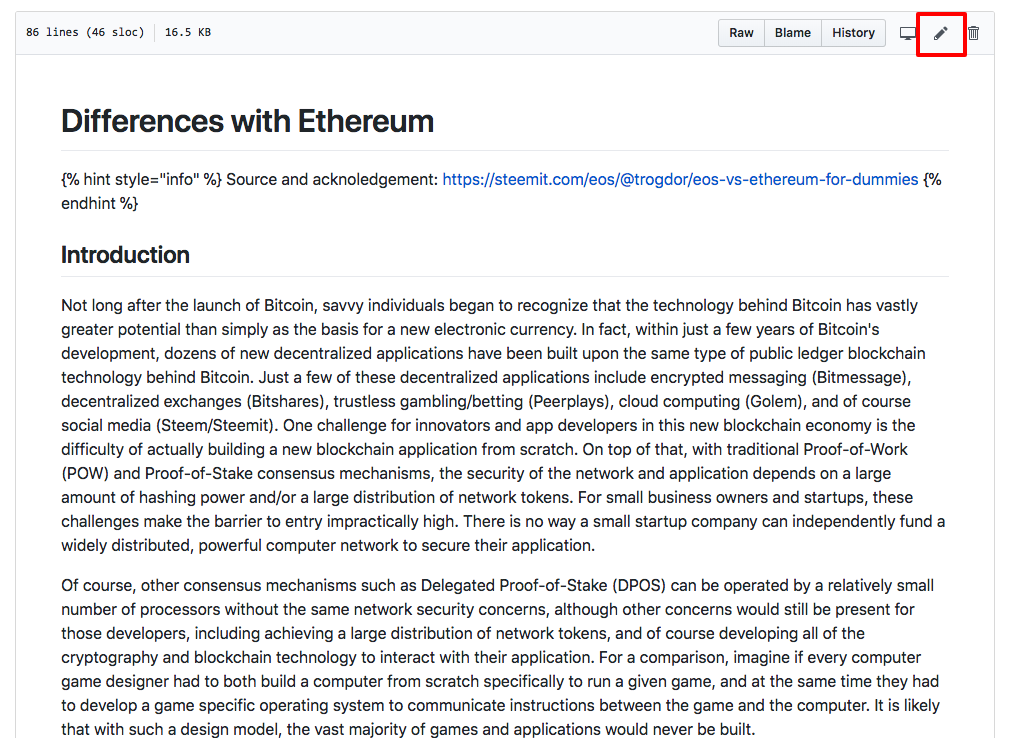 86 lines (46 sloc) 16.5 KB Raw Blame History
Differences with Ethereum
{% hint style="info" %} Source and acknoledgement: https://steemit.com/eos/@trogdor/eos-vs-ethereum-for-dummies {%
endhint %}
Introduction
Not long after the launch of Bitcoin, savvy individuals began to recognize that the technology behind Bitcoin has vastly
greater potential than simply as the basis for a new electronic currency. In fact, within just a few years of Bitcoin's
development, dozens of new decentralized applications have been built upon the same type of public ledger blockchain
technology behind Bitcoin. Just a few of these decentralized applications include encrypted messaging (Bitmessage),
decentralized exchanges (Bitshares), trustless gambling/betting (Peerplays), cloud computing (Golem), and of course
social media (Steem/Steemit). One challenge for innovators and app developers in this new blockchain economy is the
difficulty of actually building a new blockchain application from scratch. On top of that, with traditional Proof-of-Work
(POW) and Proof-of-Stake consensus mechanisms, the security of the network and application depends on a large
amount of hashing power and/or a large distribution of network tokens. For small business owners and startups, these
challenges make the barrier to entry impractically high. There is no way a small startup company can independently fund a
widely distributed, powerful computer network to secure their application.
Of course, other consensus mechanisms such as Delegated Proof-of-Stake (DPOS) can be operated by a relatively small
number of processors without the same network security concerns, although other concerns would still be present for
those developers, including achieving a large distribution of network tokens, and of course developing all of the
cryptography and blockchain technology to interact with their application. For a comparison, imagine if every computer
game designer had to both build a computer from scratch specifically to run a given game, and at the same time they had
to develop a game specific operating system to communicate instructions between the game and the computer. It is likely
that with such a design model, the vast majority of games and applications would never be built.